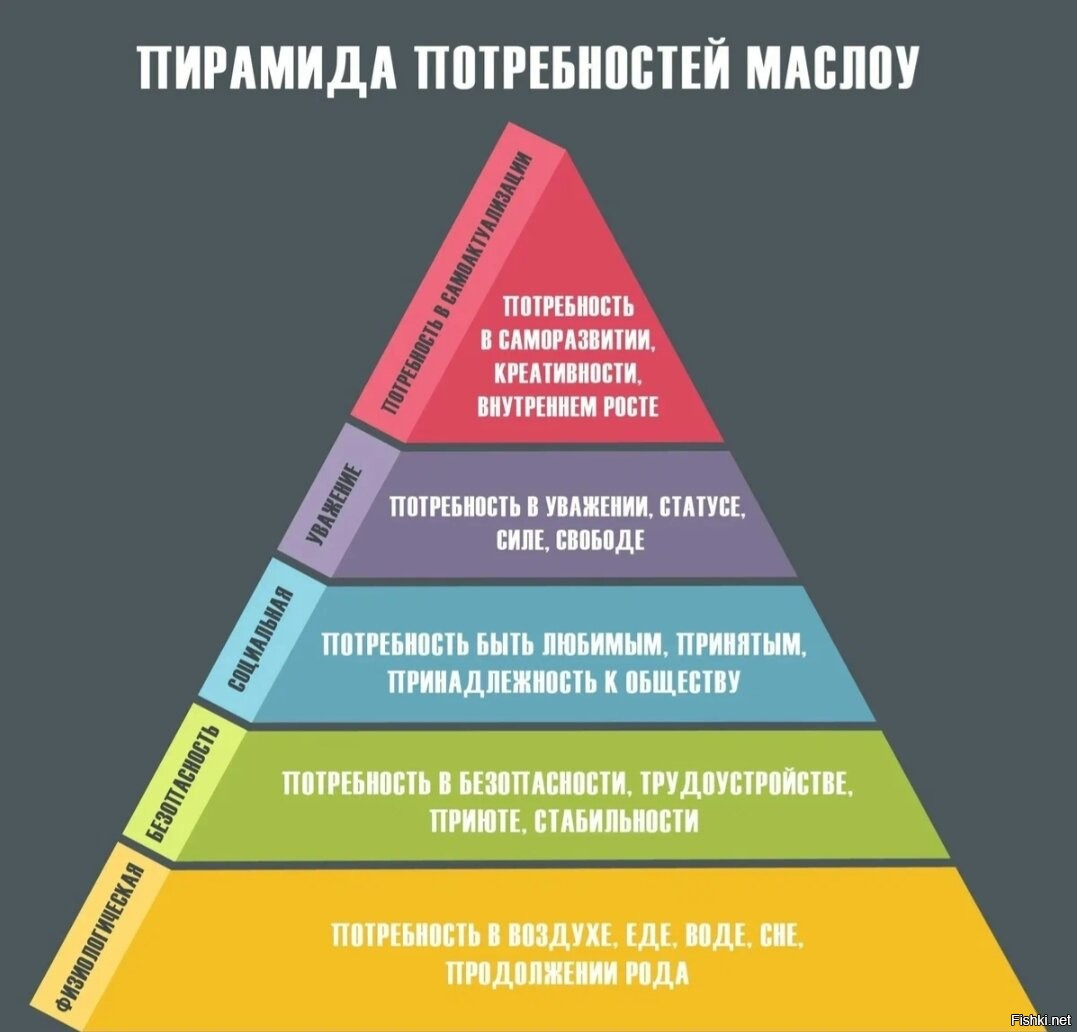 ПИРАМИДА ПОТРЕБНОСТЕЙ МАСЛОУ
ПОТРЕБНОСТЬ В САМОАКТУАЛИЗАЦИИ
ПОТРЕБНОСТЬ
В САМОРАЗВИТИИ,
КРЕАТИВНОСТИ,
ВНУТРЕННЕМ РОСТЕ
УВАЖЕНИЕ
ПОТРЕБНОСТЬ В УВАЖЕНИИ, СТАТУСЕ,
СИЛЕ, СВОБОДЕ
СОЦИАЛЬНАЯ
ПОТРЕБНОСТЬ БЫТЬ ЛЮБИМЫМ, ПРИНЯТЫМ,
ПРИНАДЛЕЖНОСТЬ К ОБЩЕСТВУ
БЕЗОПАСНОСТЬ
ПОТРЕБНОСТЬ В БЕЗОПАСНОСТИ, ТРУДОУСТРОЙСТВЕ,
ПРИЮТЕ, СТАБИЛЬНОСТИ
ФИЗИОЛОГИЧЕСКАЯ
ПОТРЕБНОСТЬ В ВОЗДУХЕ, ЕДЕ, ВОДЕ, СНЕ,
ПРОДОЛЖЕНИИ РОДА
Fishki.net